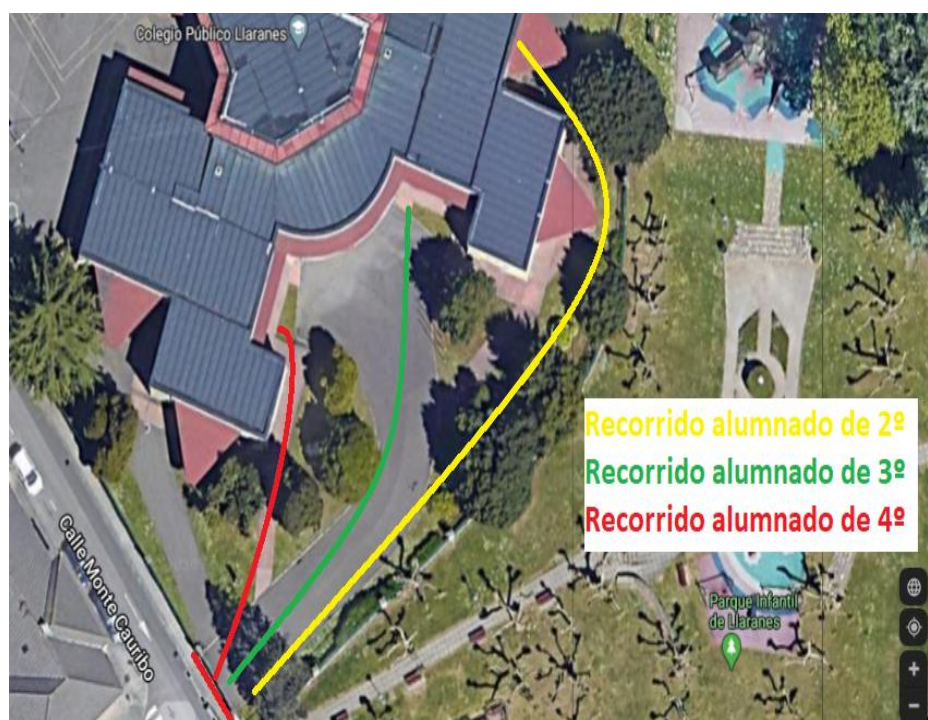 Colegio Público Llaranes
Recorrido alumnado de 2º
Recorrido alumnado de 3º
Recorrido alumnado de 4º
Calle Monte Cauribo
Parque Infantil
de Llaranes